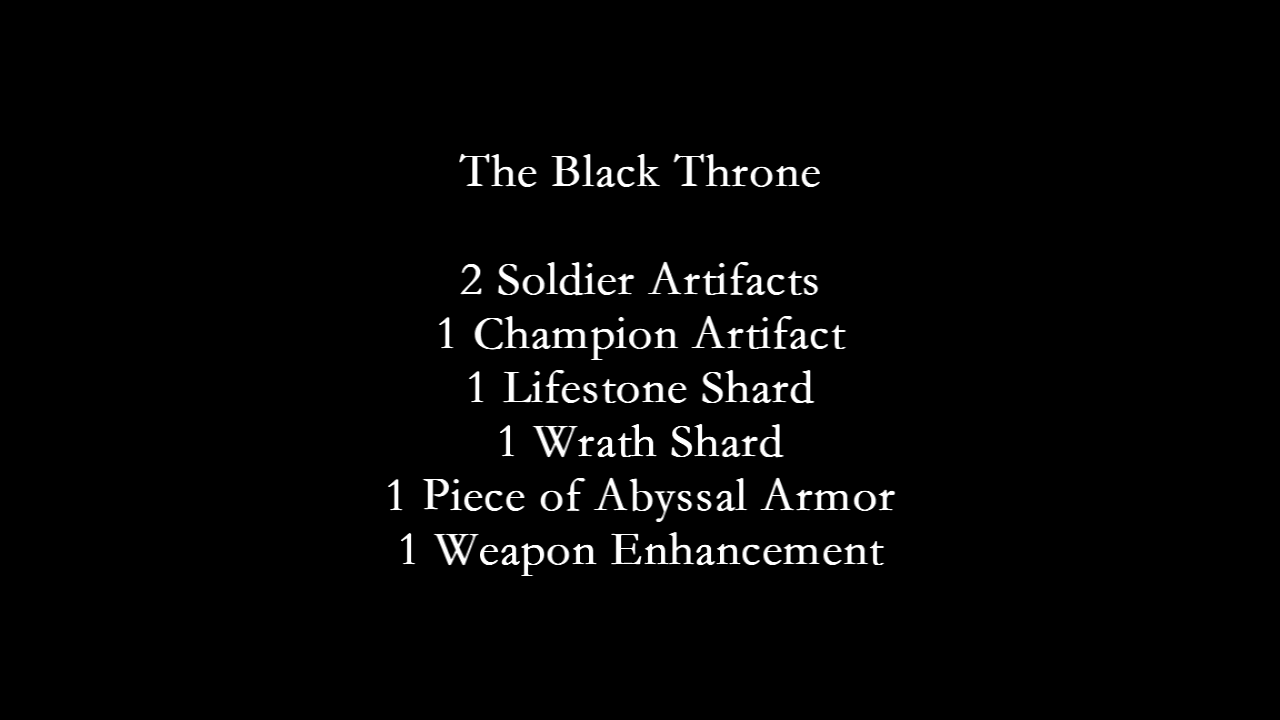 The Black Throne
2 Soldier Artifacts
1 Champion Artifact
1 Lifestone Shard
1 Wrath Shard
1 Piece of Abyssal Armor
1 Weapon Enhancement